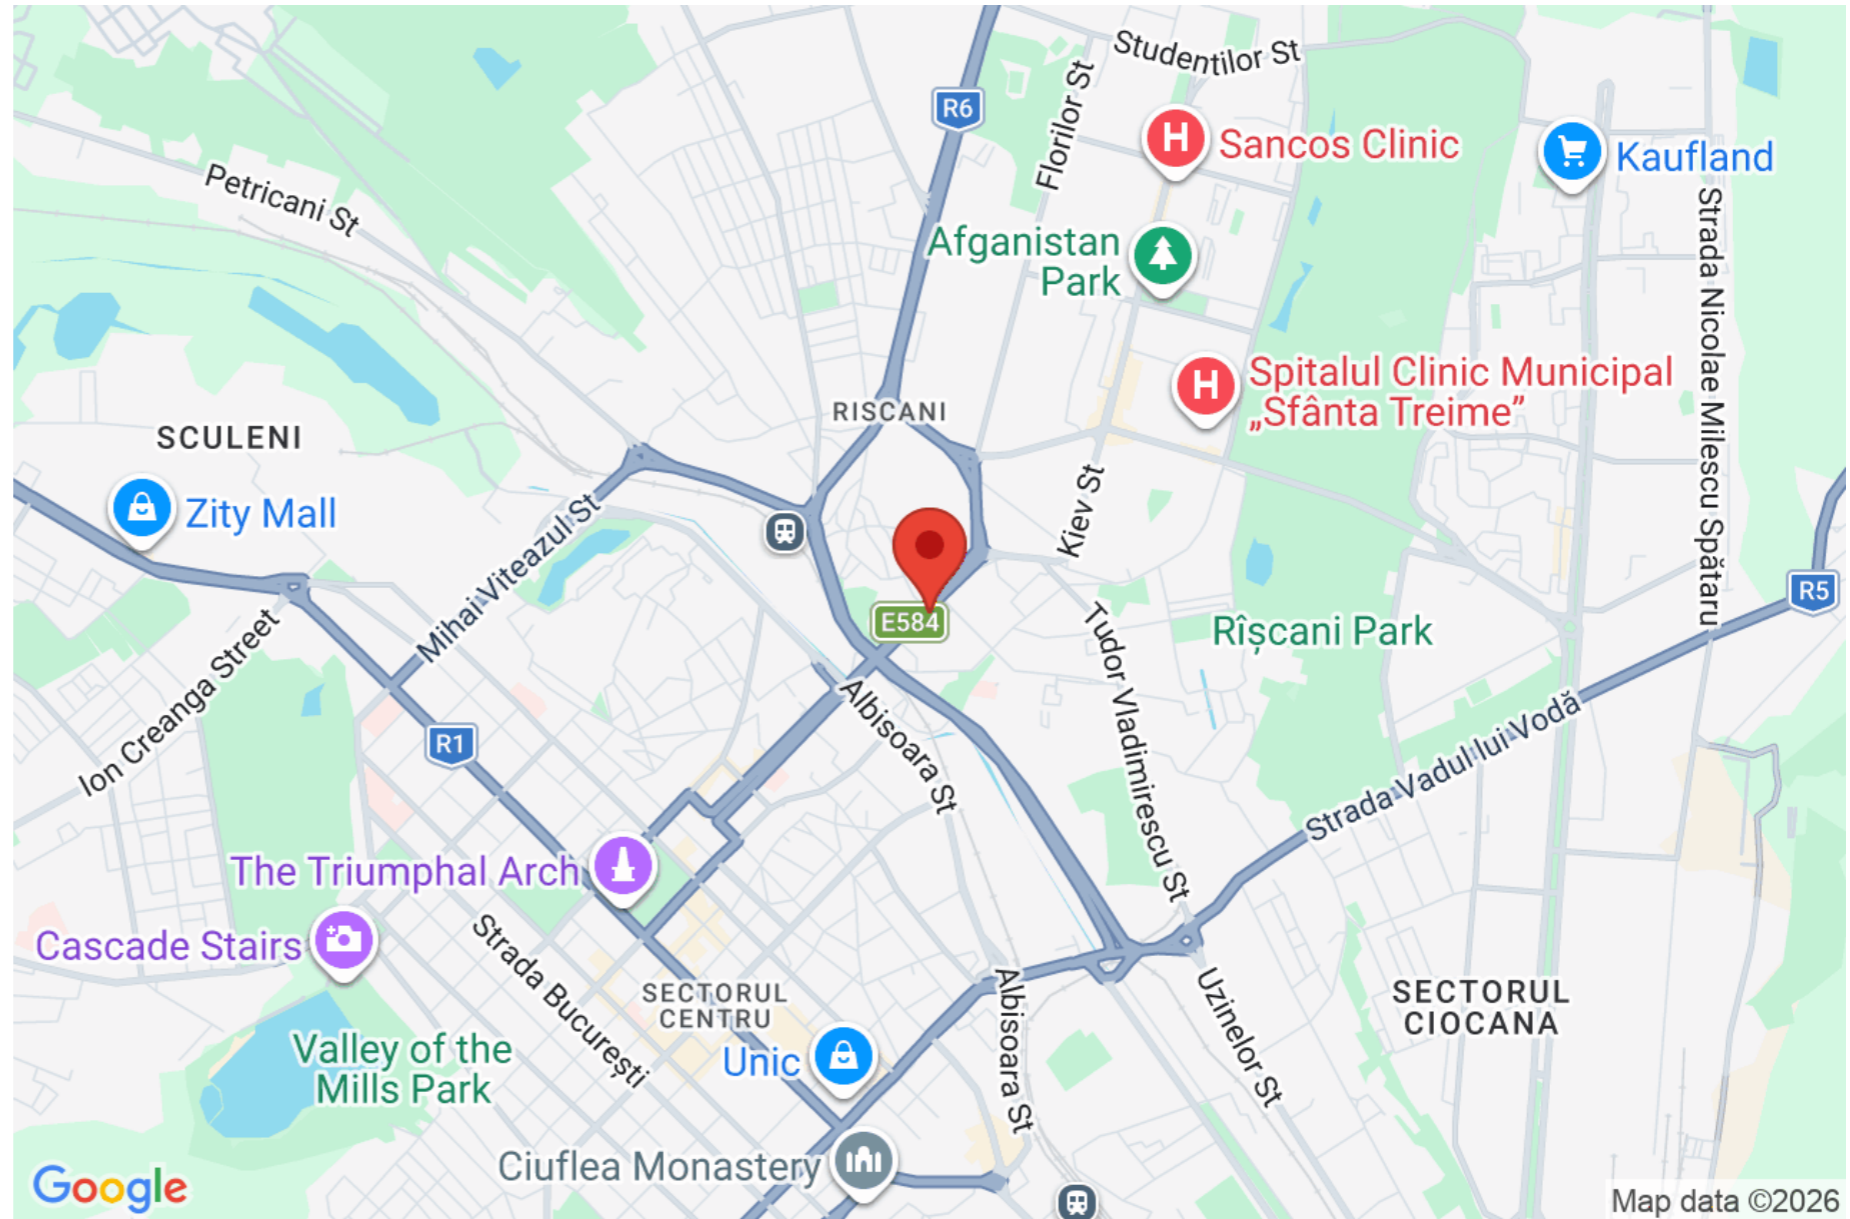 Studentilor St
R6
Florilor St
Sancos Clinic
Kaufland
Petricani St
Strada Nicolae Milescu Spătaru
Afganistan
Park
Spitalul Clinic Municipal
„Sfânta Treime”
RISCANI
SCULENI
Zity Mall
Mihai Viteazul St
Kiev St
E584
R5
Rîșcani Park
Ion Creanga Street
Tudor Vladimirescu St
Albisoara St
R1
Strada Vadul lui Vodă
The Triumphal Arch
Cascade Stairs
Strada București
SECTORUL
CENTRU
Albisoara St
Uzinelor St
SECTORUL
CIOCANA
Valley of the
Mills Park
Unic
Ciuflea Monastery
Google
Map data ©2026